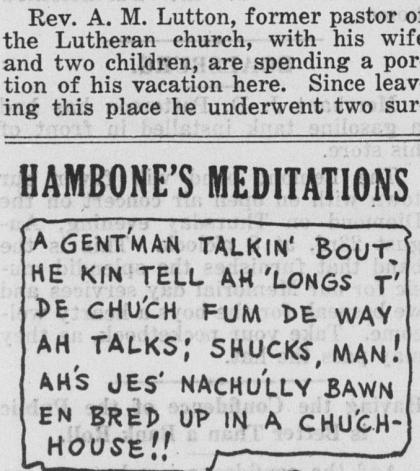 Rev. A. M. Lutton, former pastor of
the Lutheran church, with his wife
and two children, are spending a por-
tion of his vacation here. Since leav-
ing this place he underwent two sur-
HAMBONE'S MEDITATIONS
A GENT'MAN TALKIN' 'BOUT,
HE KIN TELL AH 'LONGS T'
DE CHU'CH F'UM DE WAY
AH TALKS; SHUCKS, MAN!
AH'S JES' NACHULLY BAWN
EN BRED UP IN A CHU'CH-
HOUSE!!